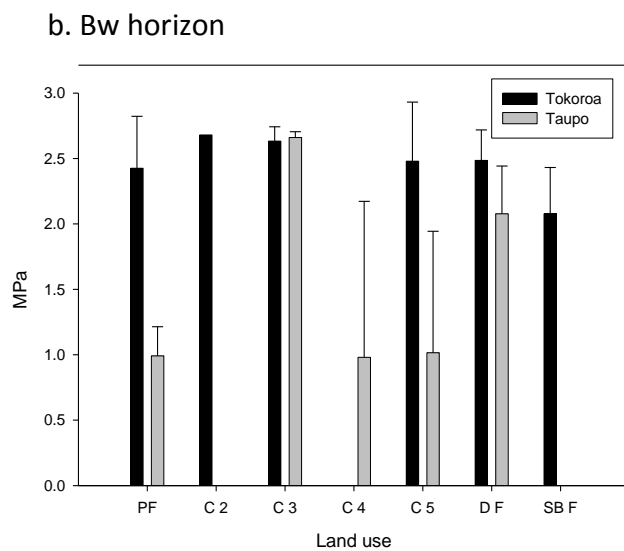 b. Bw horizon
3.0
2.5
2.0
1.5
1.0
0.5
0.0
MPa
Tokoroa
Taupo
PF
C 2
C 3
C 4
C 5
D F
SB F
Land use